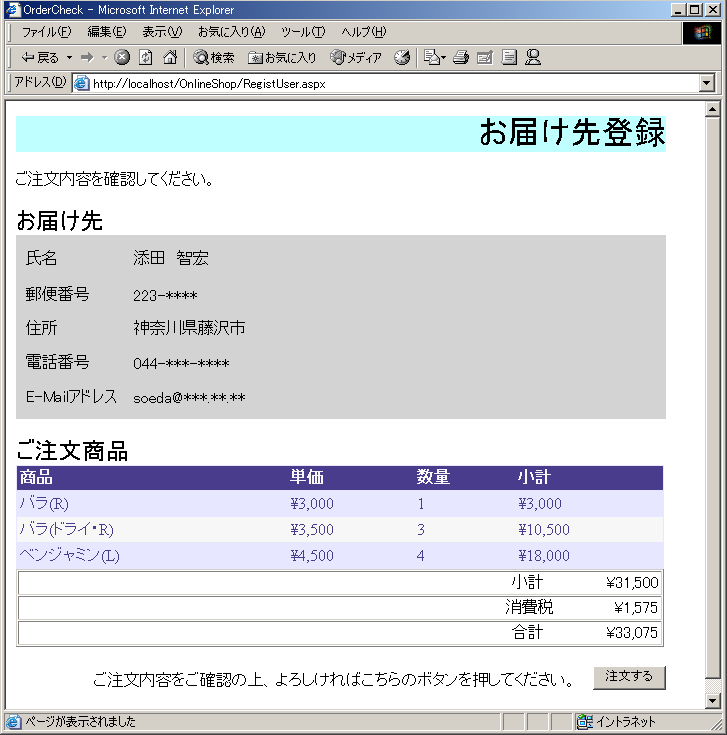 OrderCheck - Microsoft Internet Explorer
ファイル(F) 編集(E) 表示(V) お気に入り(A) ツール(T) ヘルプ(H)
戻る 検索 お気に入り メディア
アドレス(D) http://localhost/OnlineShop/RegistUser.aspx
お届け先登録
ご注文内容を確認してください。
お届け先
氏名 添田 智宏
郵便番号 223-****
住所 神奈川県藤沢市
電話番号 044-***-****
E-Mailアドレス soeda@***.**.**
ご注文商品
商品 単価 数量 小計
バラ(R) ¥3,000 1 ¥3,000
バラ(ドライ・R) ¥3,500 3 ¥10,500
ベンジャミン(L) ¥4,500 4 ¥18,000
小計 ¥31,500
消費税 ¥1,575
合計 ¥33,075
ご注文内容をご確認の上、よろしければこちらのボタンを押してください。 注文する
ページが表示されました イントラネット